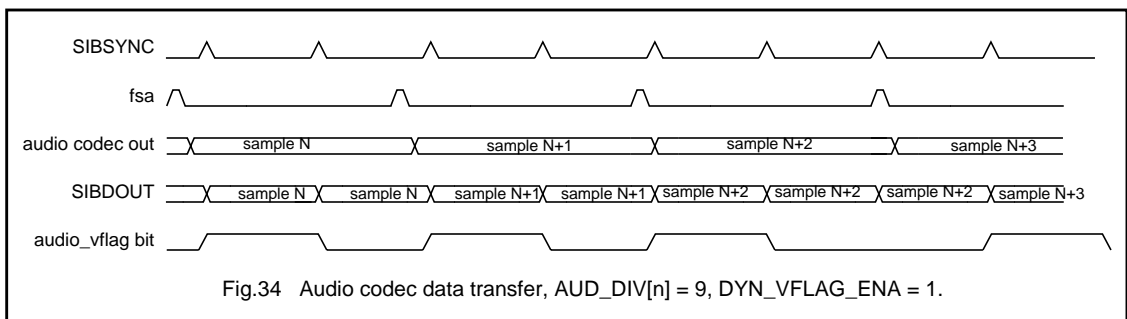 SIBSYNC
fsa
audio codec out
sample N sample N+1 sample N+2 sample N+3
SIBDOUT
sample N sample N sample N+1 sample N+1 sample N+2 sample N+2 sample N+2 sample N+3
audio_vflag bit
Fig.34 Audio codec data transfer, AUD_DIV[n] = 9, DYN_VFLAG_ENA = 1.